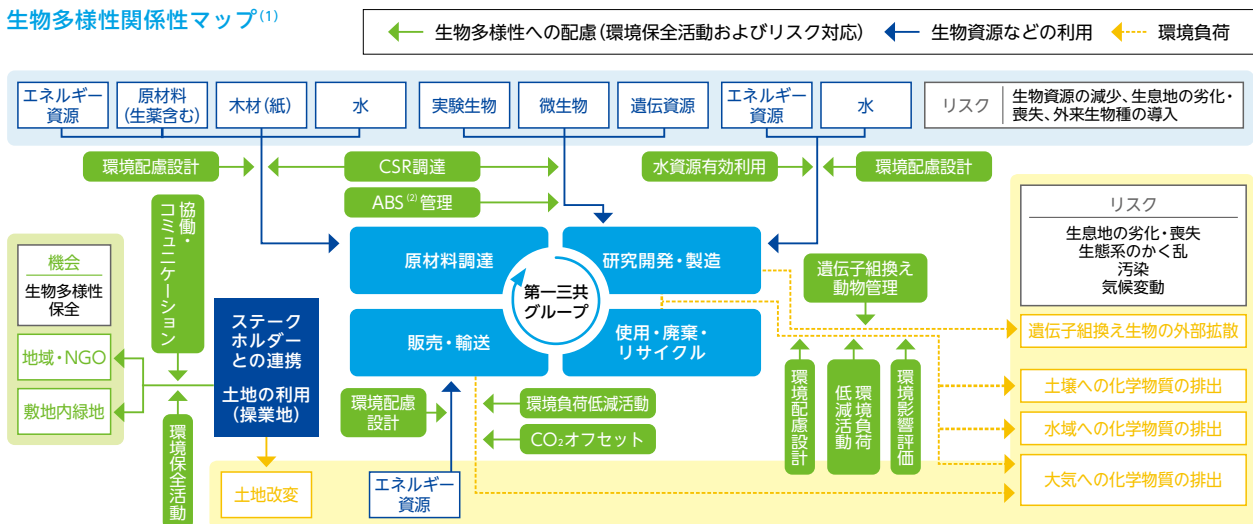 生物多様性関係性マップ(1)
生物多様性への配慮(環境保全活動およびリスク対応)
生物資源などの利用
環境負荷
エネルギー
資源
原材料
(生薬含む)
木材(紙)
水
実験生物
微生物
遺伝資源
エネルギー
資源
水
リスク
生物資源の減少、生息地の劣化・
喪失、外来生物種の導入
環境配慮設計
CSR調達
水資源有効利用
環境配慮設計
ABS(2)管理
協働・
コミュニケーション
機会
生物多様性
保全
地域・NGO
敷地内緑地
環境保全活動
ステーク
ホルダー
との連携
土地の利用
(操業地)
土地改変
原材料調達
研究開発・製造
第一三共
グループ
販売・輸送
使用・廃棄・
リサイクル
環境配慮
設計
環境負荷低減活動
CO₂オフセット
エネルギー
資源
遺伝子組換え
動物管理
環境配慮設計
環境負荷
低減活動
環境影響評価
リスク
生息地の劣化・喪失
生態系のかく乱
汚染
気候変動
遺伝子組換え生物の外部拡散
土壌への化学物質の排出
水域への化学物質の排出
大気への化学物質の排出